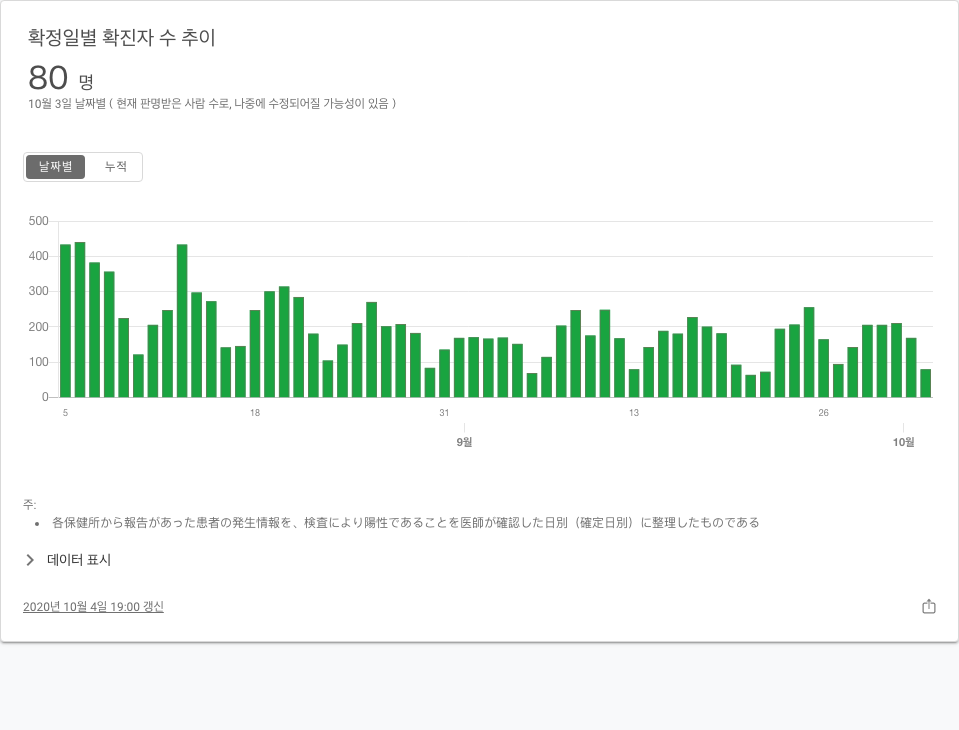 확정일별 확진자 수 추이
80 명
10월 3일 날짜별 ( 현재 판명받은 사람 수로, 나중에 수정되어질 가능성이 있음 )
날짜별 누적
500
400
300
200
100
0
5 18 31 13 26
9월 10월
주:
• 各保健所から報告があった患者の発生情報を、検査により陽性であることを医師が確認した日別（確定日別）に整理したものである
데이터 표시
2020년 10월 4일 19:00 갱신